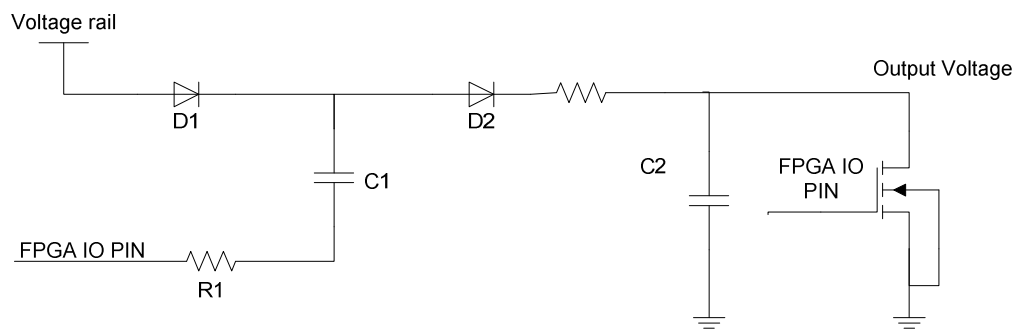 Voltage rail
Output Voltage
D1
D2
C1
C2
FPGA IO
PIN
FPGA IO PIN
R1